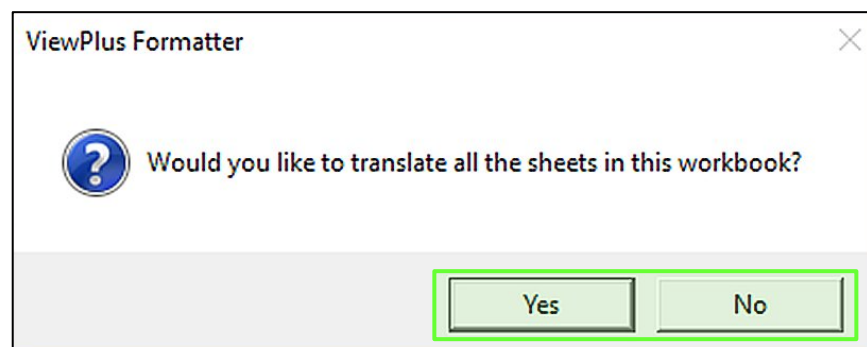 ViewPlus Formatter
Would you like to translate all the sheets in this workbook?
Yes
No